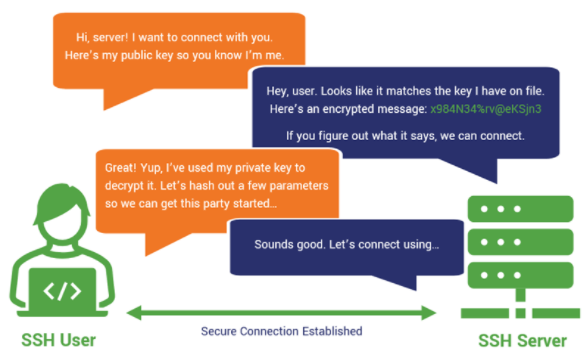 Hi, server! I want to connect with you.
Here's my public key so you know I'm me.
Hey, user. Looks like it matches the key I have on file.
Here's an encrypted message: x984N34%rv@eKSjn3
If you figure out what it says, we can connect.
Great! Yup, I've used my private key to
decrypt it. Let's hash out a few parameters
so we can get this party started...
Sounds good. Let's connect using...
</>
Secure Connection Established
SSH User
SSH Server